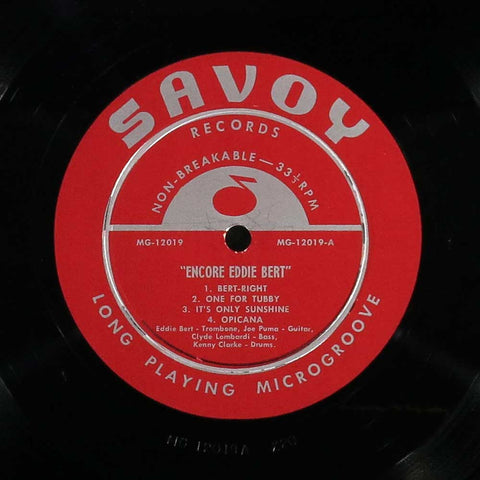 SAVOY
RECORDS
NON-BREAKABLE — 33⅓ RPM
MG-12019 MG-12019-A
"ENCORE EDDIE BERT"
1. BERT-RIGHT
2. ONE FOR TUBBY
3. IT'S ONLY SUNSHINE
4. OPICANA
Eddie Bert - Trombone, Joe Puma - Guitar,
Clyde Lombardi - Bass,
Kenny Clarke - Drums.
LONG PLAYING MICROGROOVE
MG 12019A